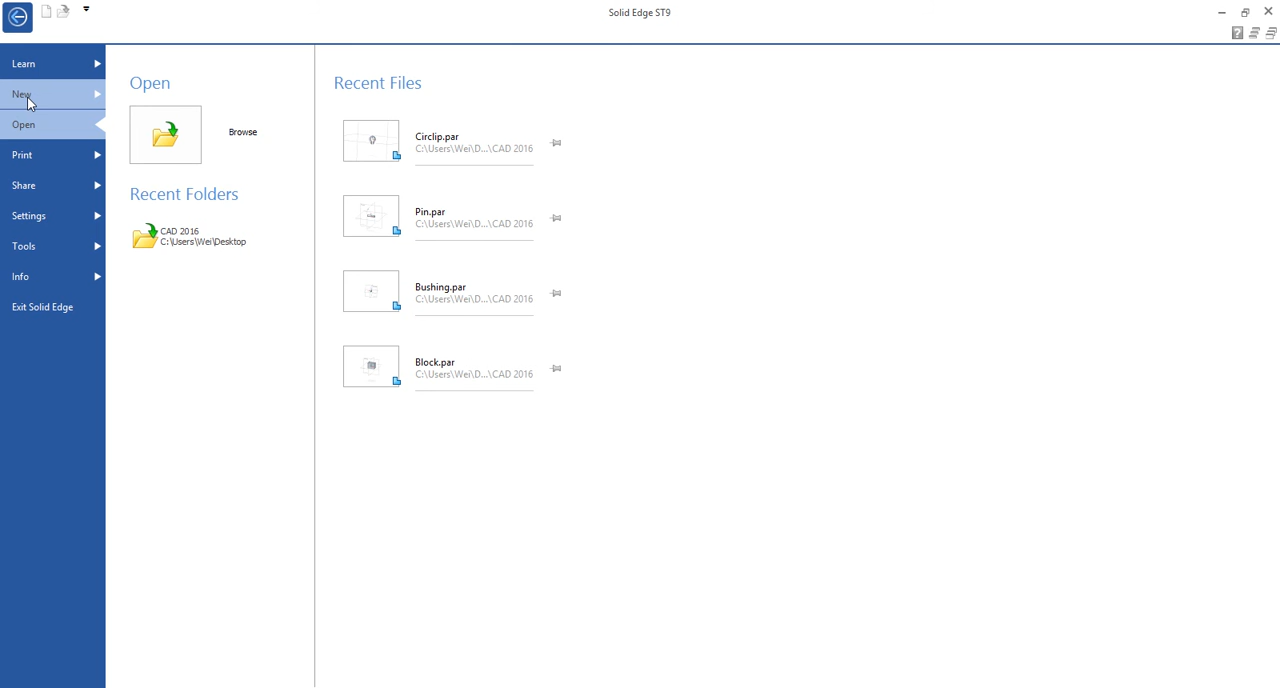 Solid Edge ST9
Learn
New
Open
Print
Share
Settings
Tools
Info
Exit Solid Edge
Open
Browse
Recent Folders
CAD 2016
C:\Users\Wei\Desktop
Recent Files
Circlip.par
C:\Users\Wei\D...\CAD 2016
Pin.par
C:\Users\Wei\D...\CAD 2016
Bushing.par
C:\Users\Wei\D...\CAD 2016
Block.par
C:\Users\Wei\D...\CAD 2016